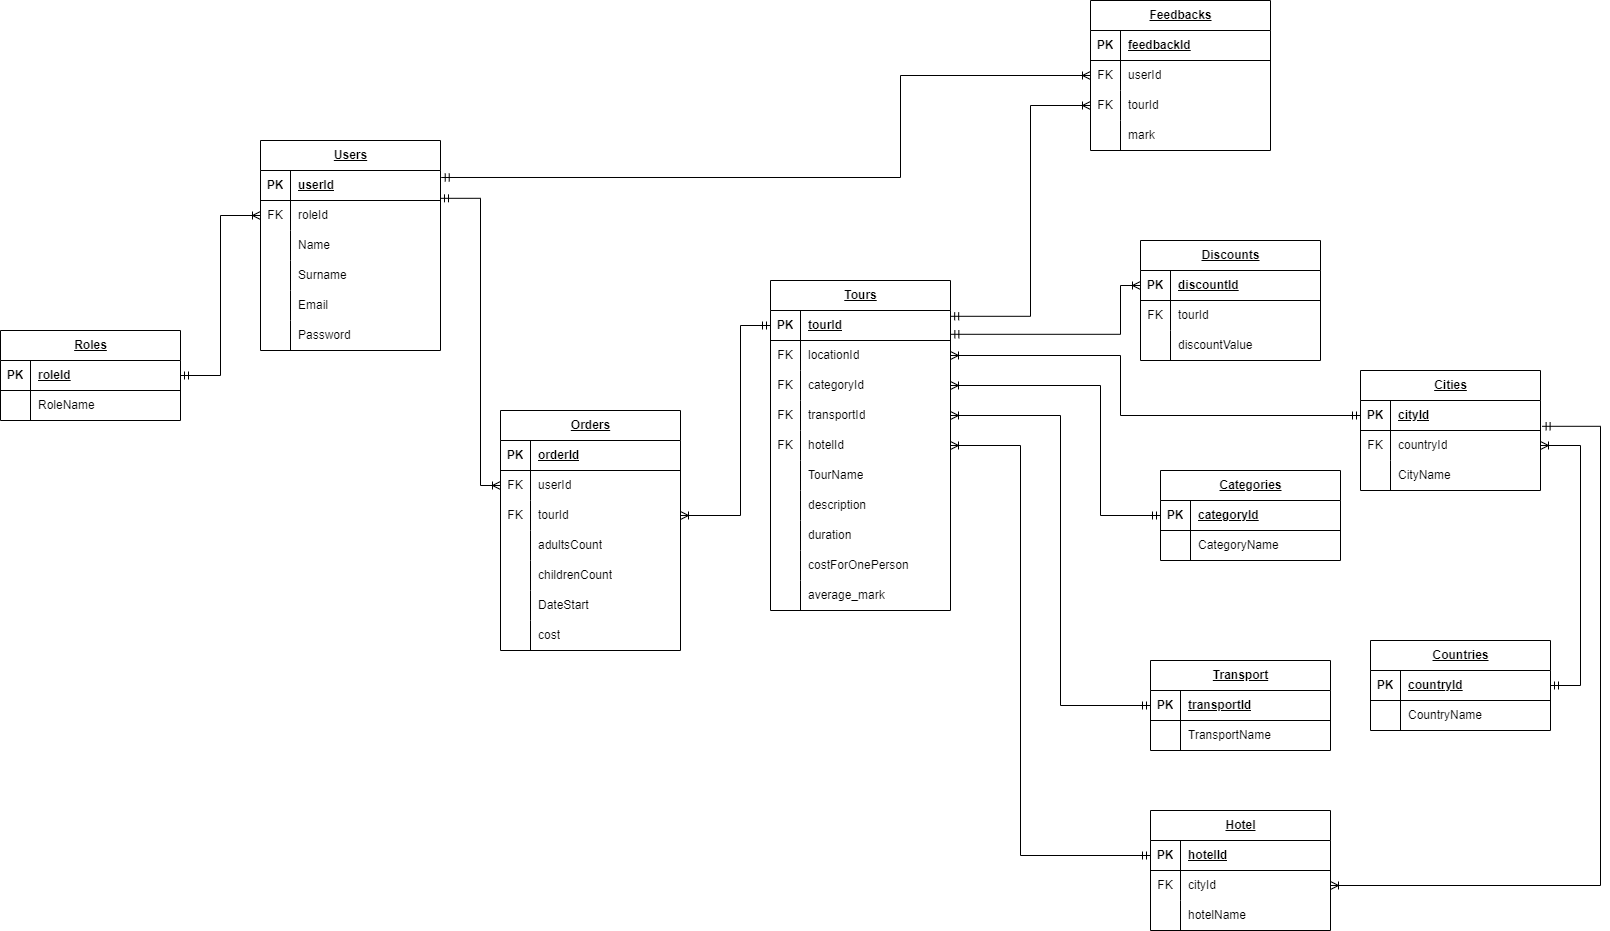 Feedbacks
PK feedbackId
FK userId
FK tourId
mark
Users
PK userId
FK roleId
Name
Surname
Email
Password
Roles
PK roleId
RoleName
Orders
PK orderId
FK userId
FK tourId
adultsCount
childrenCount
DateStart
cost
Tours
PK tourId
FK locationId
FK categoryId
FK transportId
FK hotelId
TourName
description
duration
costForOnePerson
average_mark
Discounts
PK discountId
FK tourId
discountValue
Cities
PK cityId
FK countryId
CityName
Categories
PK categoryId
CategoryName
Countries
PK countryId
CountryName
Transport
PK transportId
TransportName
Hotel
PK hotelId
FK cityId
hotelName